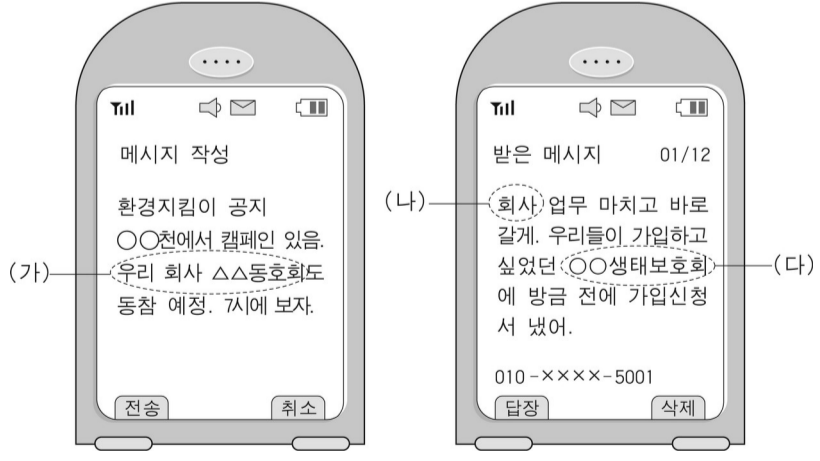 메시지 작성
환경지킴이 공지
○○천에서 캠페인 있음.
우리 회사 △△동호회도
동참 예정. 7시에 보자.
전송 취소
(가)
받은 메시지 01/12
회사 업무 마치고 바로
갈게. 우리들이 가입하고
싶었던 ○○생태보호회
에 방금 전에 가입신청
서 냈어.
010-××××-5001
답장 삭제
(나)
(다)